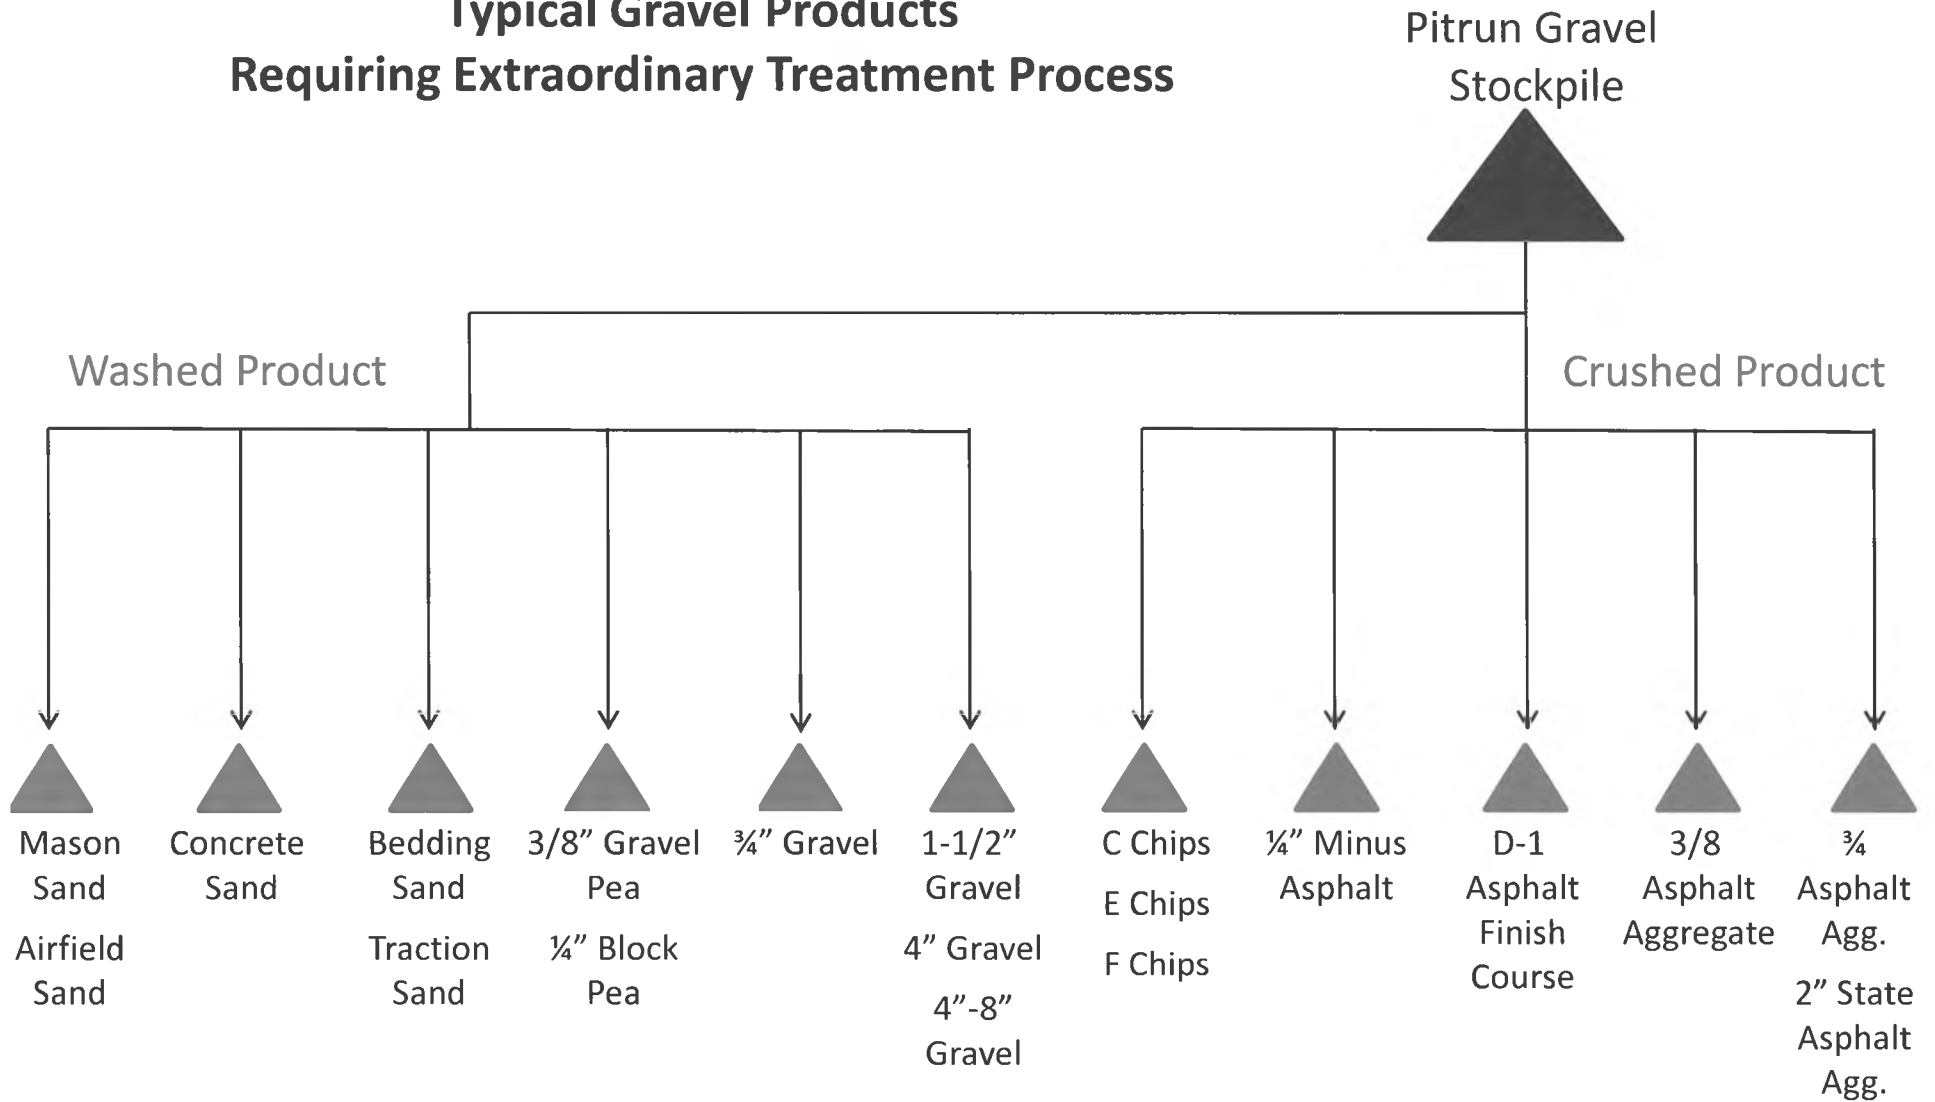 Typical Gravel Products
Requiring Extraordinary Treatment Process
Pitrun Gravel
Stockpile
Washed Product
Crushed Product
Mason
Sand
Airfield
Sand
Concrete
Sand
Bedding
Sand
Traction
Sand
3/8” Gravel
Pea
¼” Block
Pea
¾” Gravel
1-1/2”
Gravel
4” Gravel
4”-8”
Gravel
C Chips
E Chips
F Chips
¼” Minus
Asphalt
D-1
Asphalt
Finish
Course
3/8
Asphalt
Aggregate
¾
Asphalt
Agg.
2” State
Asphalt
Agg.